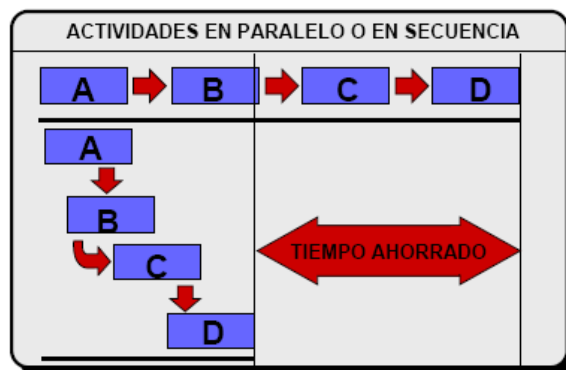 ACTIVIDADES EN PARALELO O EN SECUENCIA
A B C D
A
B
C
TIEMPO AHORRADO
D